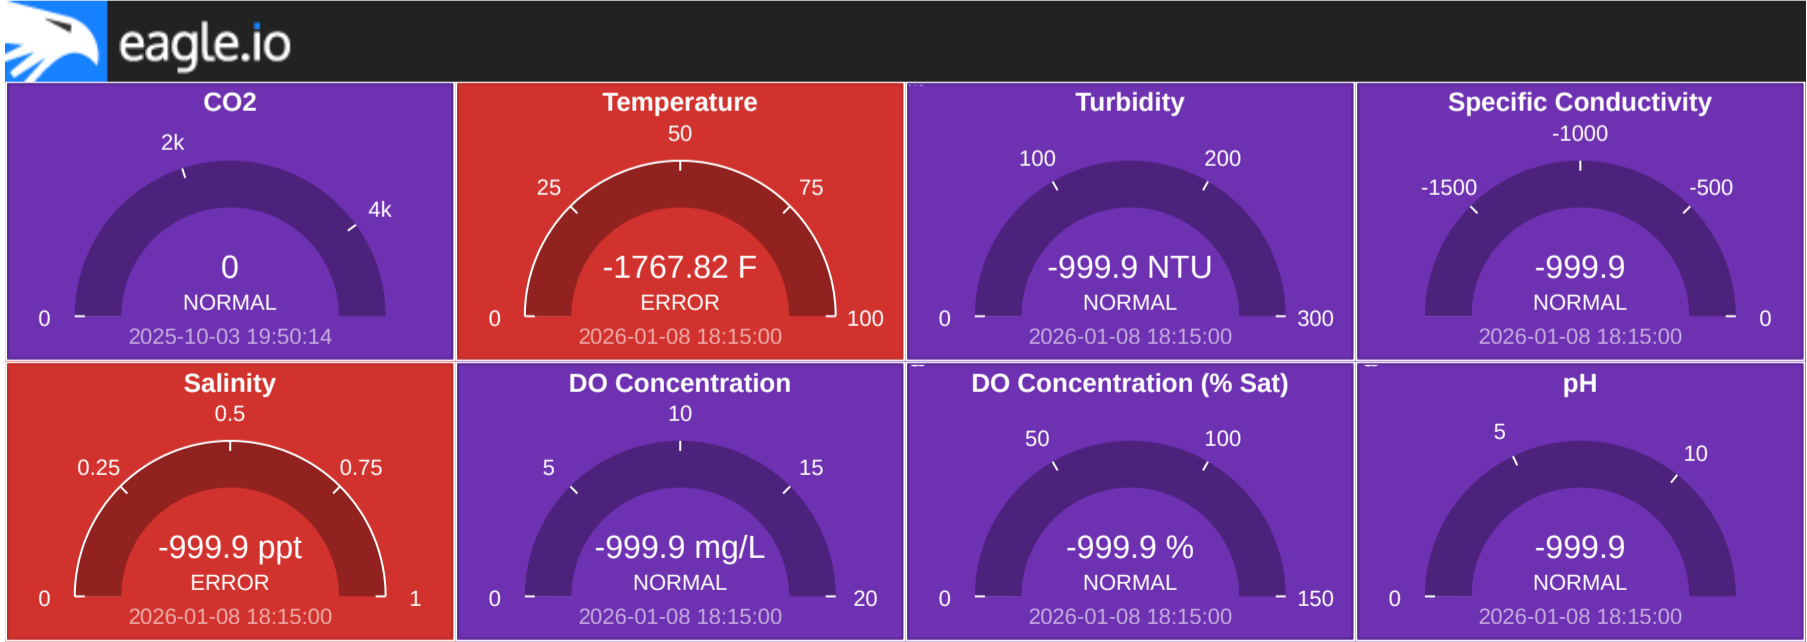 eagle.io
CO2
2k
4k
0
NORMAL
0
2025-10-03 19:50:14
Temperature
50
25
75
-1767.82 F
ERROR
0
100
2026-01-08 18:15:00
Turbidity
100
200
-999.9 NTU
NORMAL
0
300
2026-01-08 18:15:00
Specific Conductivity
-1000
-1500
-500
-999.9
NORMAL
0
2026-01-08 18:15:00
Salinity
0.5
0.25
0.75
-999.9 ppt
ERROR
0
1
2026-01-08 18:15:00
DO Concentration
10
5
15
-999.9 mg/L
NORMAL
0
20
2026-01-08 18:15:00
DO Concentration (% Sat)
50
100
-999.9 %
NORMAL
0
150
2026-01-08 18:15:00
pH
5
10
-999.9
NORMAL
0
2026-01-08 18:15:00